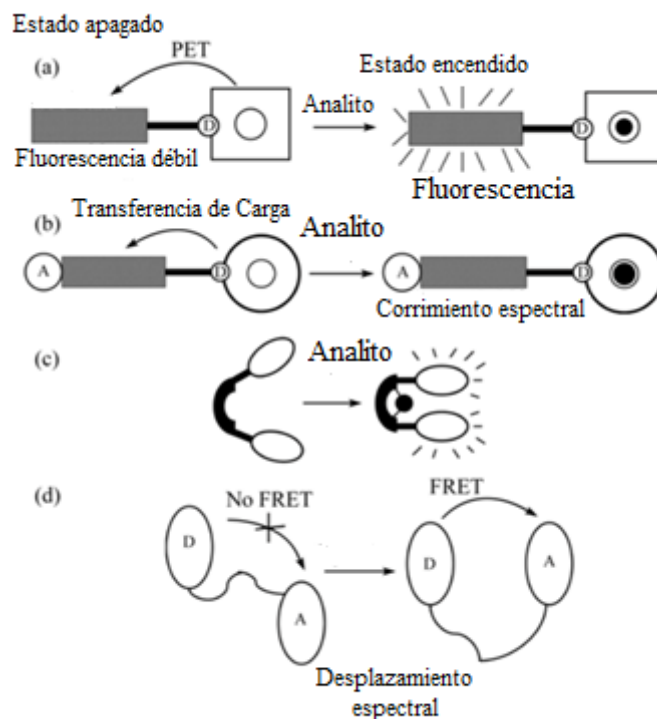 Estado apagado
PET
(a)
Estado encendido
D
Analito
D
Fluorescencia débil
Fluorescencia
Transferencia de Carga
(b)
Analito
A
D
A
D
Corrimiento espectral
(c)
Analito
(d)
No FRET
FRET
D
A
D
A
Desplazamiento
espectral